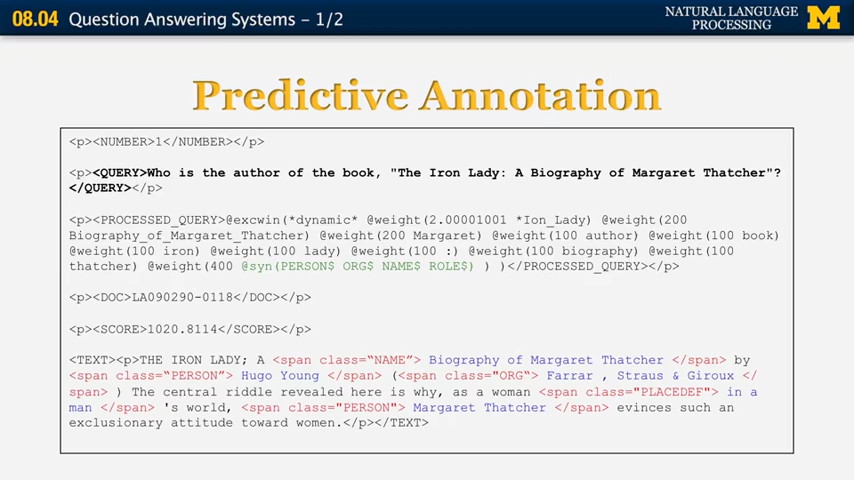 08.04 Question Answering Systems – 1/2
NATURAL LANGUAGE
PROCESSING
M
Predictive Annotation
<p><NUMBER>1</NUMBER></p>
<p><QUERY>Who is the author of the book, "The Iron Lady: A Biography of Margaret Thatcher"?
</QUERY></p>
<p><PROCESSED_QUERY>@excwin(*dynamic* @weight(2.00001001 *Ion_Lady) @weight(200
Biography_of_Margaret_Thatcher) @weight(200 Margaret) @weight(100 author) @weight(100 book)
@weight(100 iron) @weight(100 lady) @weight(100 :) @weight(100 biography) @weight(100
thatcher) @weight(400 @syn(PERSON$ ORG$ NAME$ ROLE$) ) )</PROCESSED_QUERY></p>
<p><DOC>LA090290-0118</DOC></p>
<p><SCORE>1020.8114</SCORE></p>
<TEXT><p>THE IRON LADY; A <span class=“NAME”> Biography of Margaret Thatcher </span> by
<span class=“PERSON”> Hugo Young </span> (<span class="ORG“> Farrar , Straus & Giroux </
span> ) The central riddle revealed here is why, as a woman <span class="PLACEDEF"> in a
man </span> 's world, <span class="PERSON"> Margaret Thatcher </span> evinces such an
exclusionary attitude toward women.</p></TEXT>